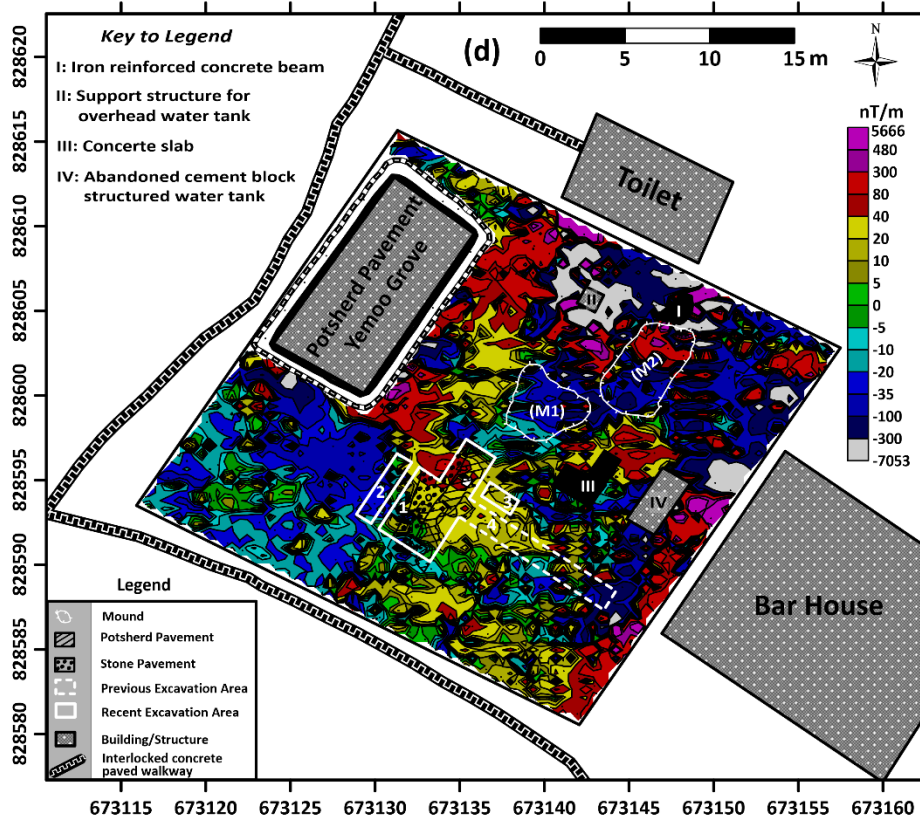 Key to Legend
I: Iron reinforced concrete beam
II: Support structure for
overhead water tank
III: Concerte slab
IV: Abandoned cement block
structured water tank
(d)
0 5 10 15 m
N
nT/m
5666
480
300
80
40
20
10
5
0
-5
-10
-20
-35
-100
-300
-7053
Toilet
Potsherd Pavement
Yemoo Grove
II
I
(M1)
(M2)
III
IV
2
1
3
4
Bar House
Legend
Mound
Potsherd Pavement
Stone Pavement
Previous Excavation Area
Recent Excavation Area
Building/Structure
Interlocked concrete
paved walkway
828620
828615
828610
828605
828600
828595
828590
828585
828580
673115 673120 673125 673130 673135 673140 673145 673150 673155 673160